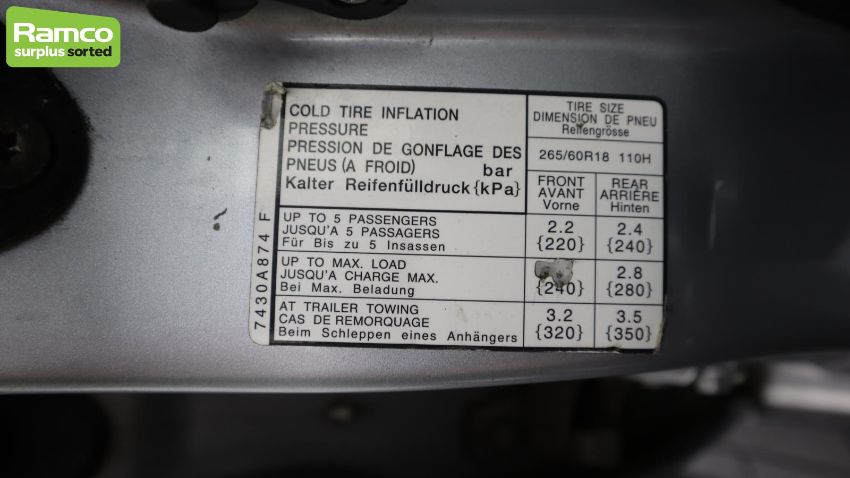 Ramco
surplus sorted
COLD TIRE INFLATION
PRESSURE
PRESSION DE GONFLAGE DES
PNEUS (A FROID) bar
Kalter Reifenfülldruck {kPa}
TIRE SIZE
DIMENSION DE PNEU
Reifengrösse
265/60R18 110H
FRONT
AVANT
Vorne
REAR
ARRIÈRE
Hinten
UP TO 5 PASSENGERS
JUSQU'A 5 PASSAGERS
Für Bis zu 5 Insassen
2.2
{220}
2.4
{240}
UP TO MAX. LOAD
JUSQU'A CHARGE MAX.
Bei Max. Beladung
{240}
2.8
{280}
AT TRAILER TOWING
CAS DE REMORQUAGE
Beim Schleppen eines Anhängers
3.2
{320}
3.5
{350}
7430A874 F